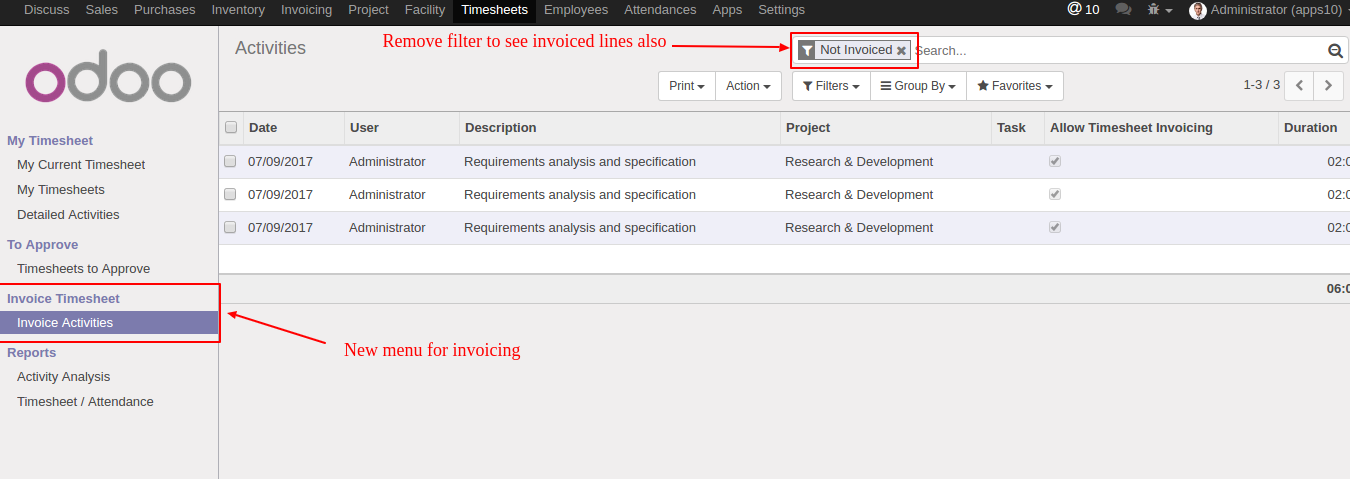 Discuss Sales Purchases Inventory Invoicing Project Facility Timesheets Employees Attendances Apps Settings @ 10 Administrator (apps10)
odoo
Activities
Remove filter to see invoiced lines also
Not Invoiced
Search...
Print Action Filters Group By Favorites 1-3 / 3
My Timesheet
My Current Timesheet
My Timesheets
Detailed Activities
To Approve
Timesheets to Approve
Invoice Timesheet
Invoice Activities
Reports
Activity Analysis
Timesheet / Attendance
Date User Description Project Task Allow Timesheet Invoicing Duration
07/09/2017 Administrator Requirements analysis and specification Research & Development 02:0
07/09/2017 Administrator Requirements analysis and specification Research & Development 02:0
07/09/2017 Administrator Requirements analysis and specification Research & Development 02:0
06:0
New menu for invoicing